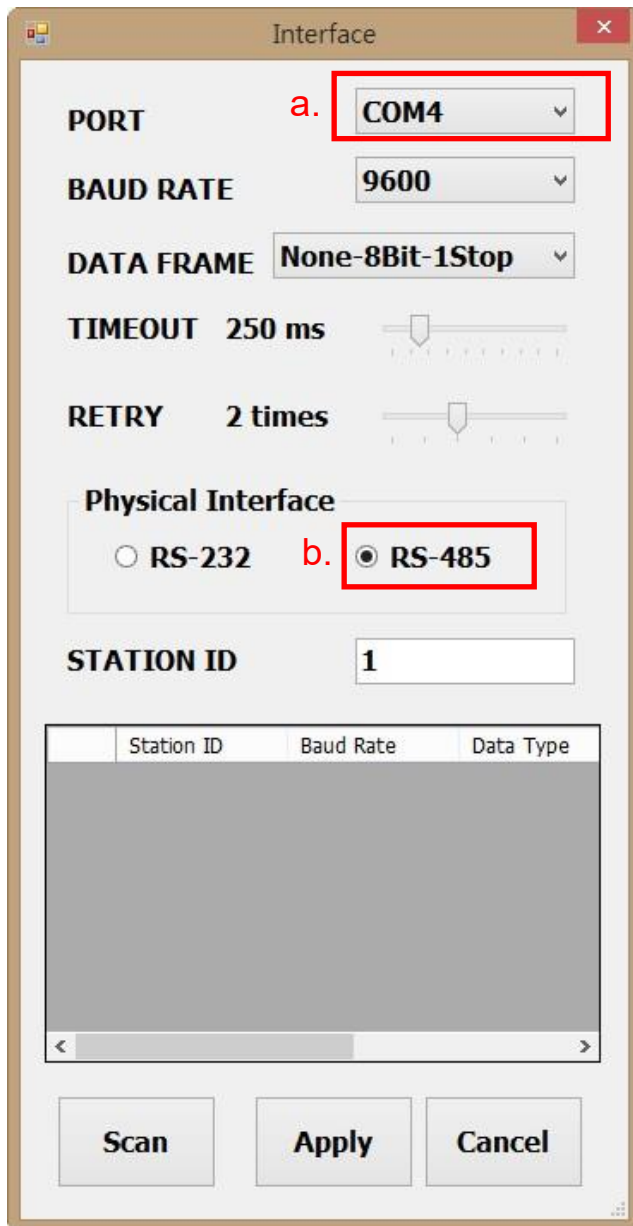 Interface
PORT a. COM4
BAUD RATE 9600
DATA FRAME None-8Bit-1Stop
TIMEOUT 250 ms
RETRY 2 times
Physical Interface
RS-232 b. RS-485
STATION ID 1
Station ID Baud Rate Data Type
Scan Apply Cancel